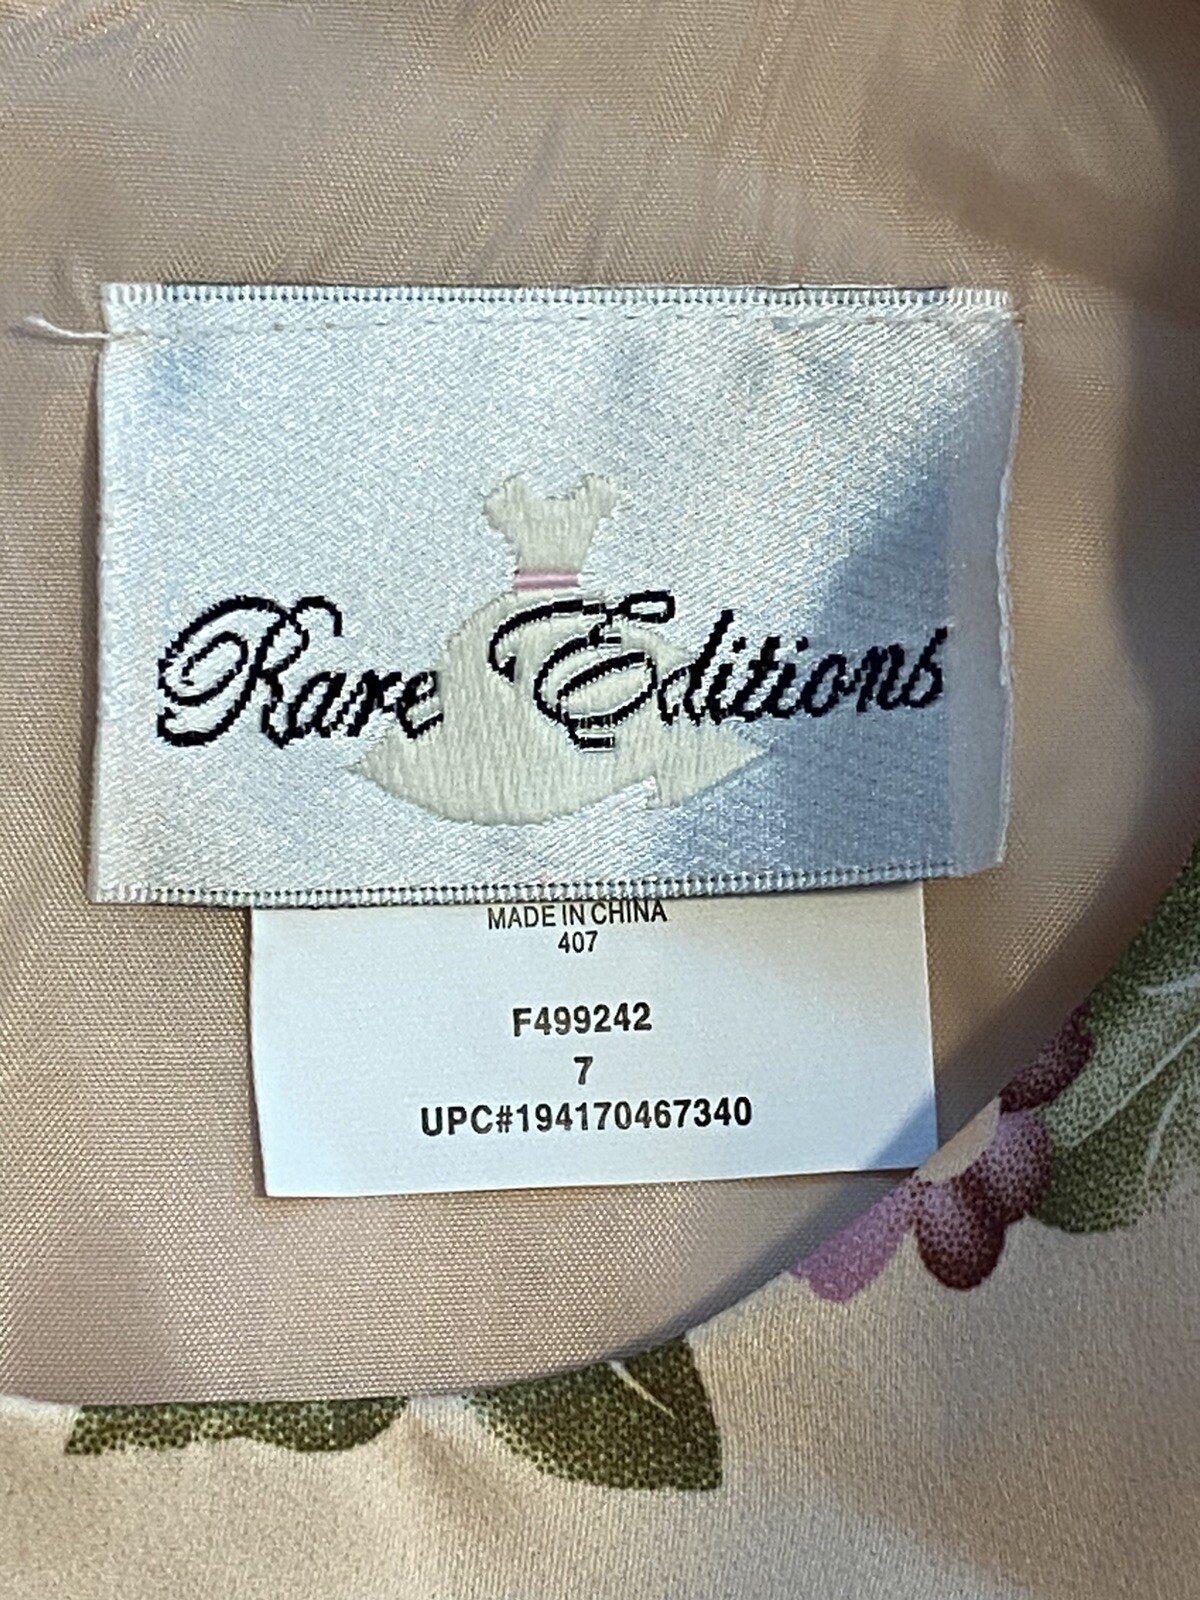 Rare Editions
MADE IN CHINA
407
F499242
7
UPC#194170467340